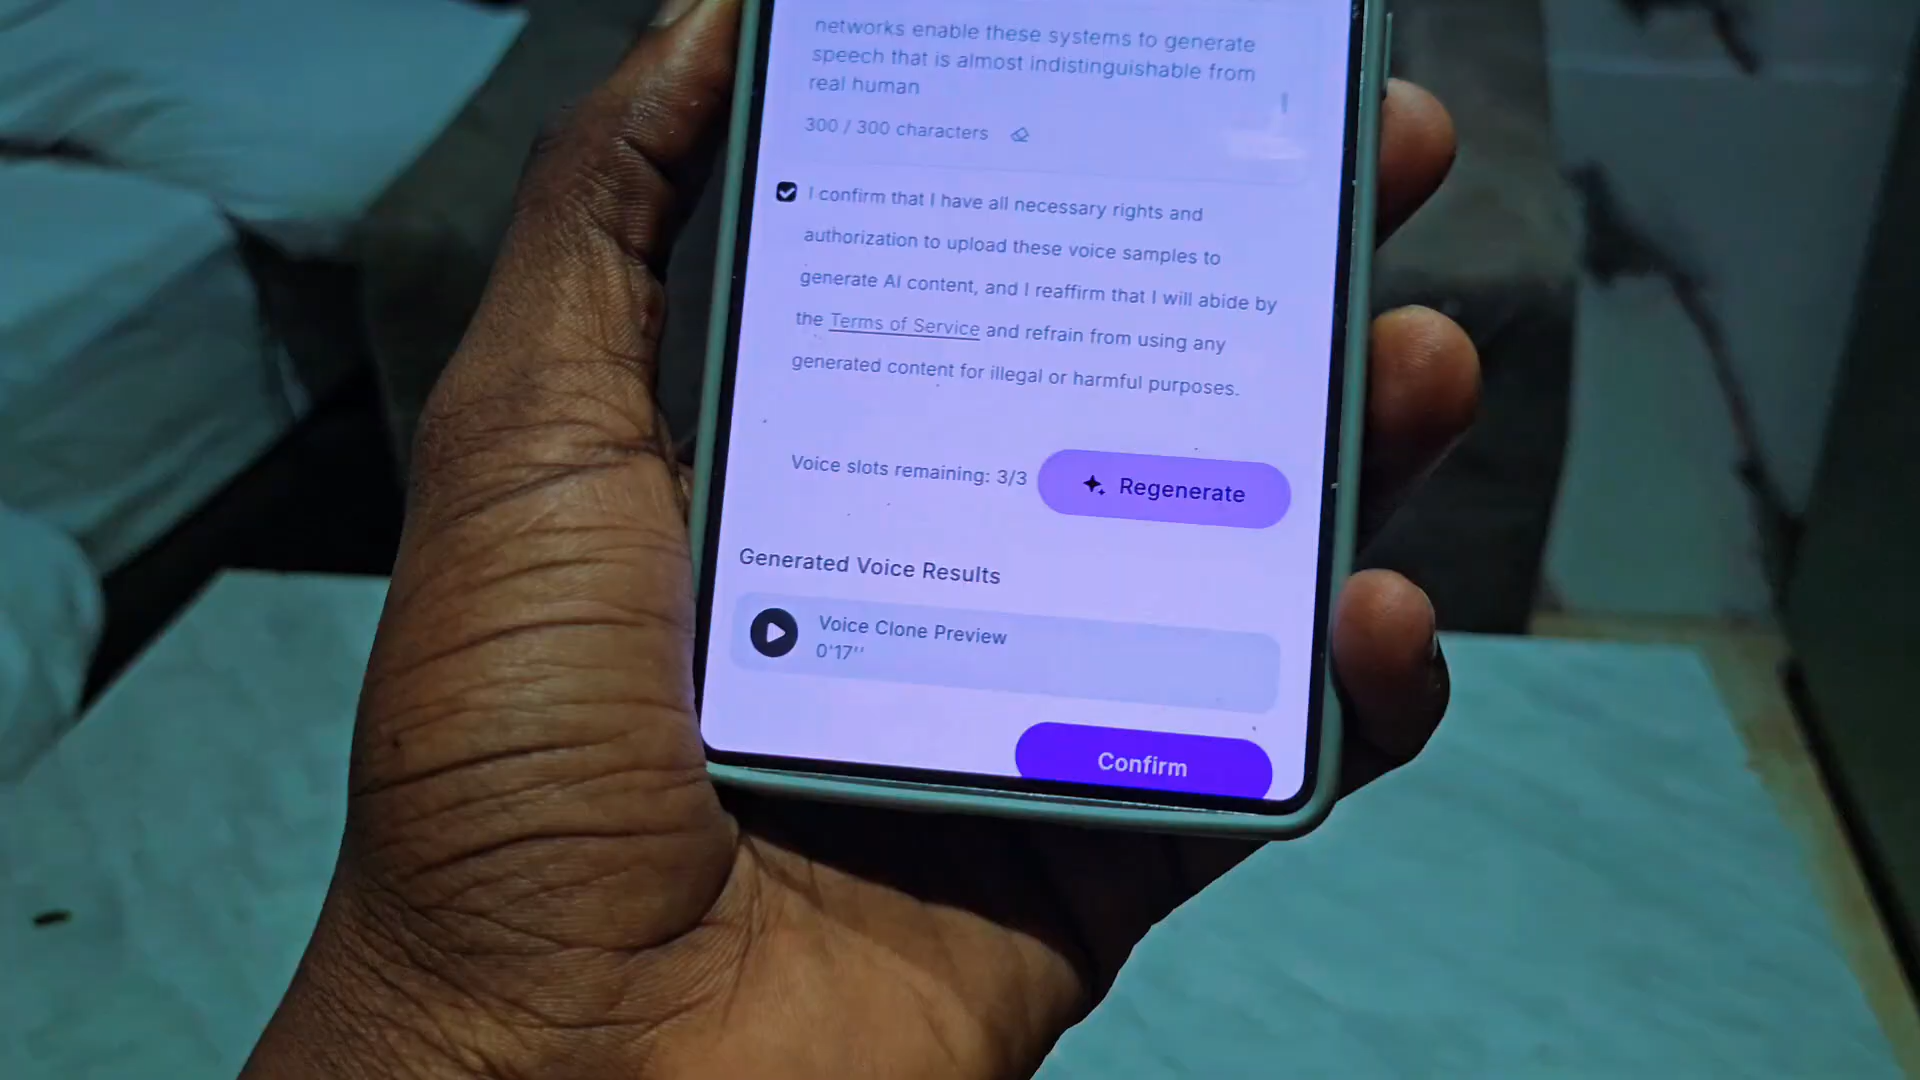 networks enable these systems to generate
speech that is almost indistinguishable from
real human
300 / 300 characters
I confirm that I have all necessary rights and
authorization to upload these voice samples to
generate AI content, and I reaffirm that I will abide by
the Terms of Service and refrain from using any
generated content for illegal or harmful purposes.
Voice slots remaining: 3/3
Regenerate
Generated Voice Results
Voice Clone Preview
0'17''
Confirm